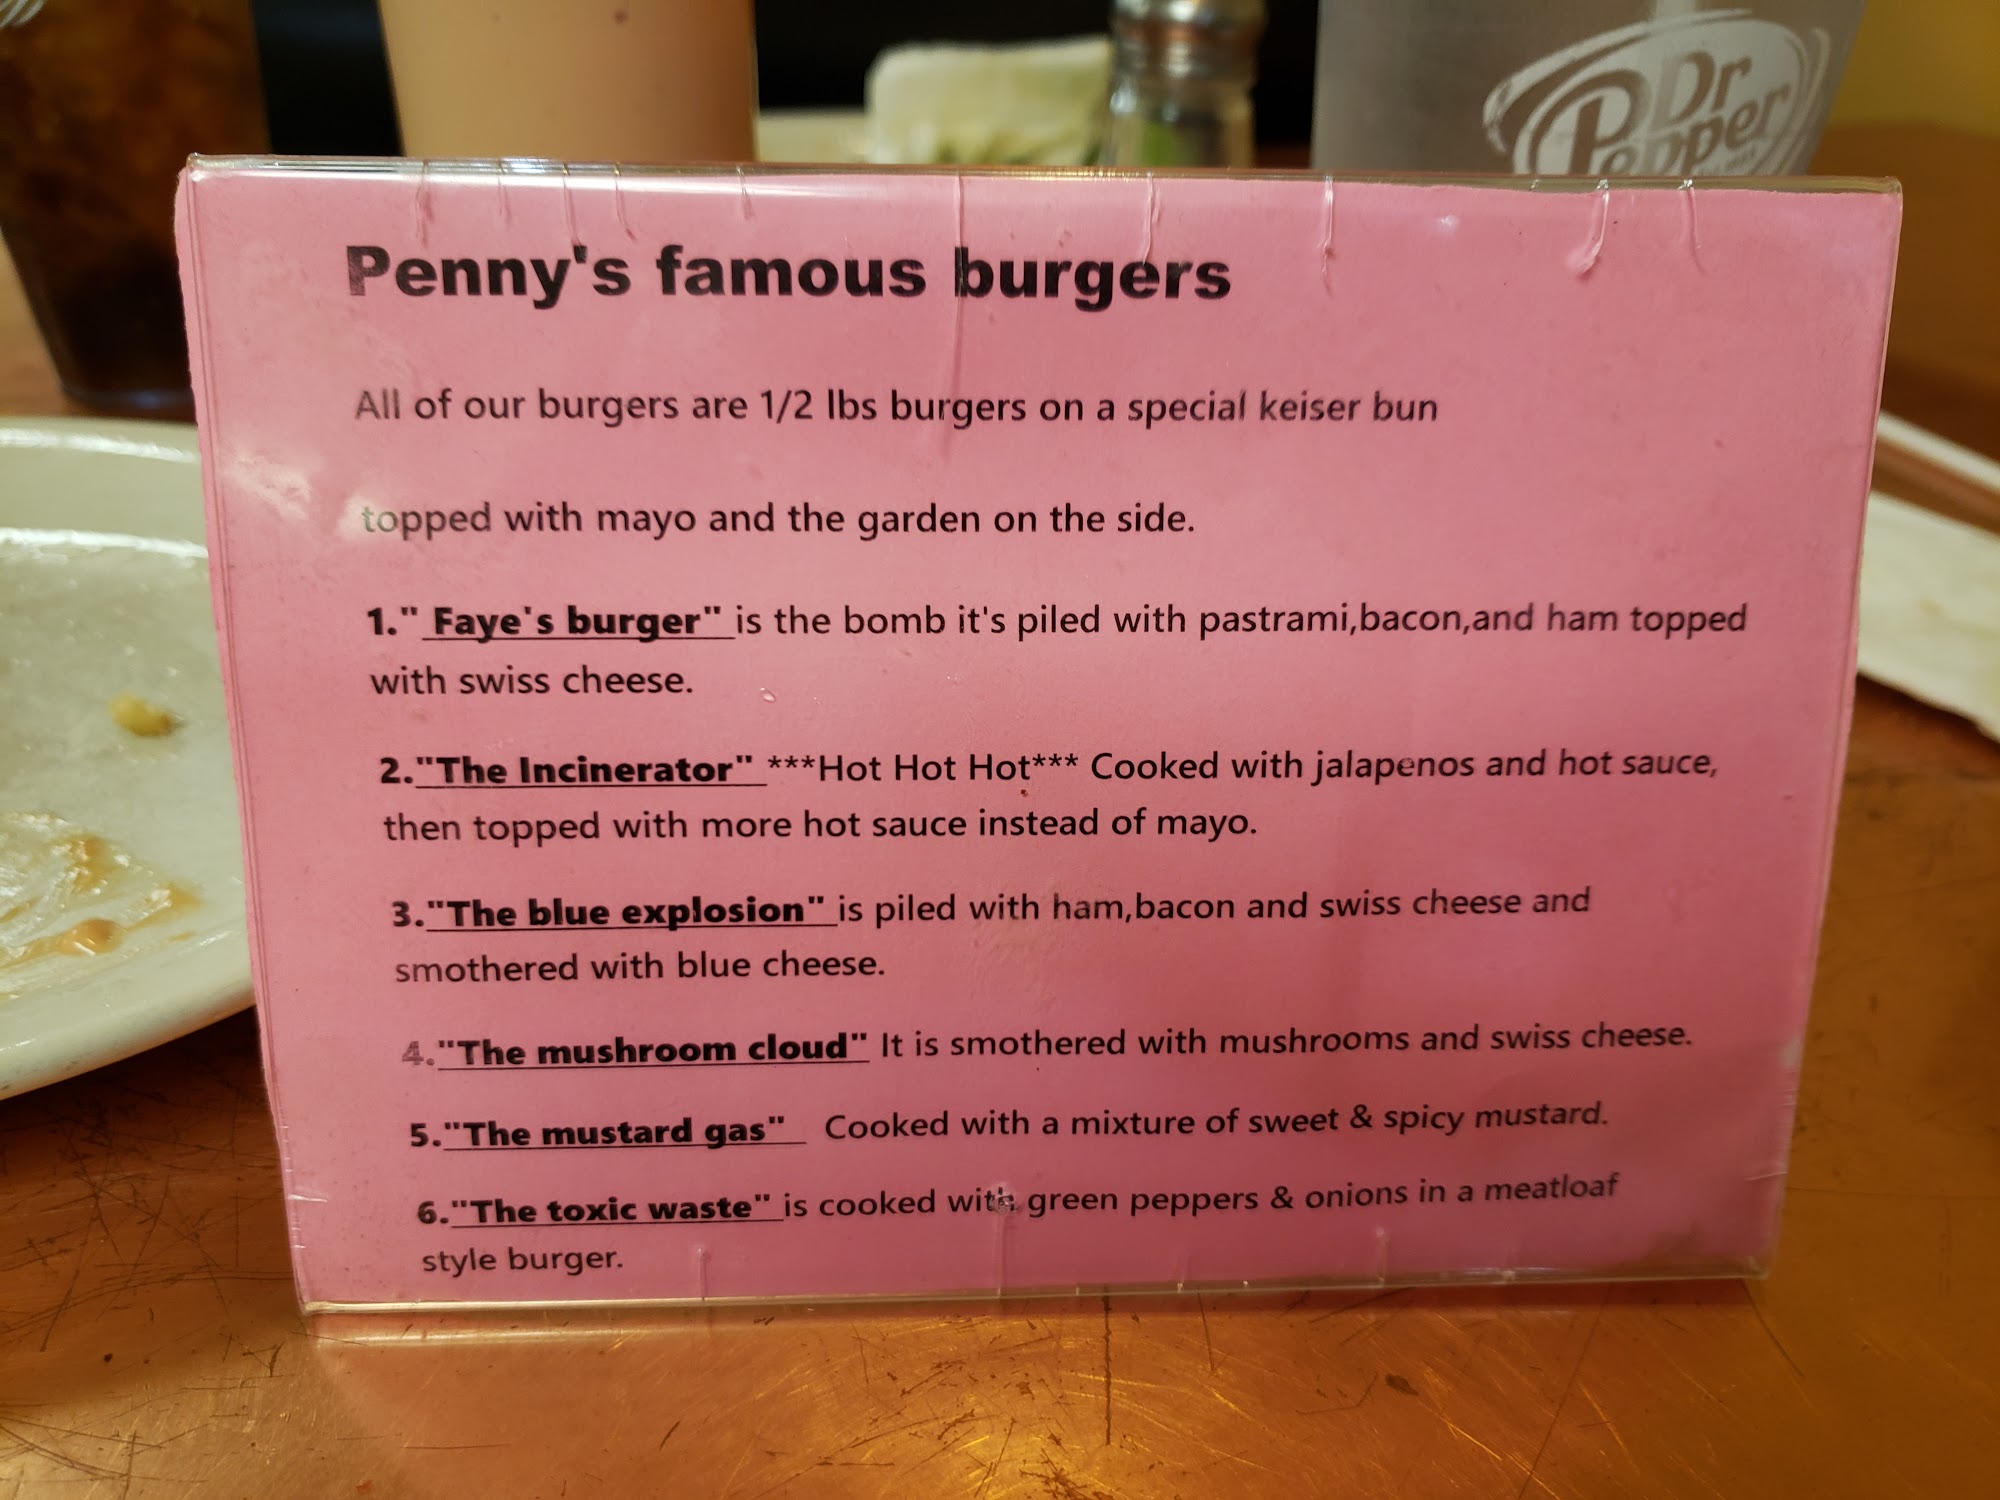 Dr
Pepper
Penny's famous burgers
All of our burgers are 1/2 lbs burgers on a special keiser bun
topped with mayo and the garden on the side.
1." Faye's burger" is the bomb it's piled with pastrami,bacon,and ham topped
with swiss cheese.
2."The Incinerator" ***Hot Hot Hot*** Cooked with jalapenos and hot sauce,
then topped with more hot sauce instead of mayo.
3."The blue explosion" is piled with ham,bacon and swiss cheese and
smothered with blue cheese.
4."The mushroom cloud" It is smothered with mushrooms and swiss cheese.
5."The mustard gas" Cooked with a mixture of sweet & spicy mustard.
6."The toxic waste" is cooked with green peppers & onions in a meatloaf
style burger.